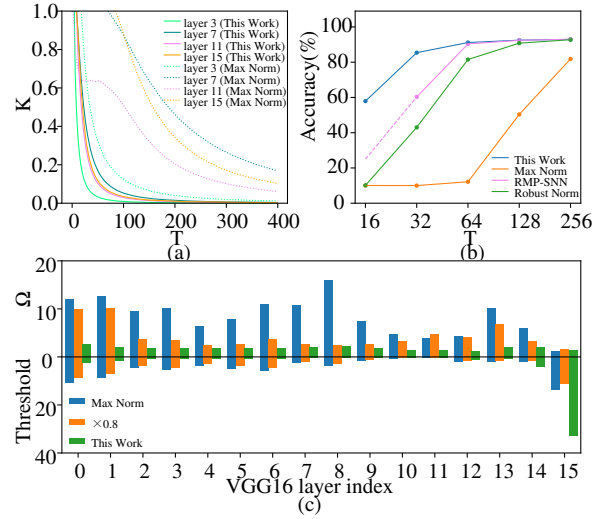 1.0
0.8
0.6
0.4
0.2
0.0
K
layer 3 (This Work)
layer 7 (This Work)
layer 11 (This Work)
layer 15 (This Work)
layer 3 (Max Norm)
layer 7 (Max Norm)
layer 11 (Max Norm)
layer 15 (Max Norm)
0 100 200 300 400
T
(a)
100
80
60
40
20
0
Accuracy(%)
This Work
Max Norm
RMP-SNN
Robust Norm
16 32 64 128 256
T
(b)
20
10
0
20
40
Ω
Threshold
Max Norm
×0.8
This Work
0 1 2 3 4 5 6 7 8 9 10 11 12 13 14 15
VGG16 layer index
(c)